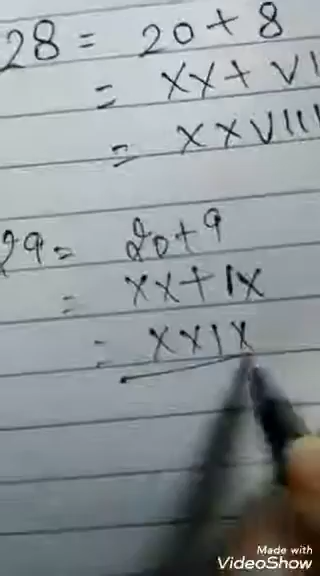 28 = 20 + 8
= XX + VI
= XXVIII
29 = 20 + 9
= XX + IX
= XXIX
Made with
VideoShow